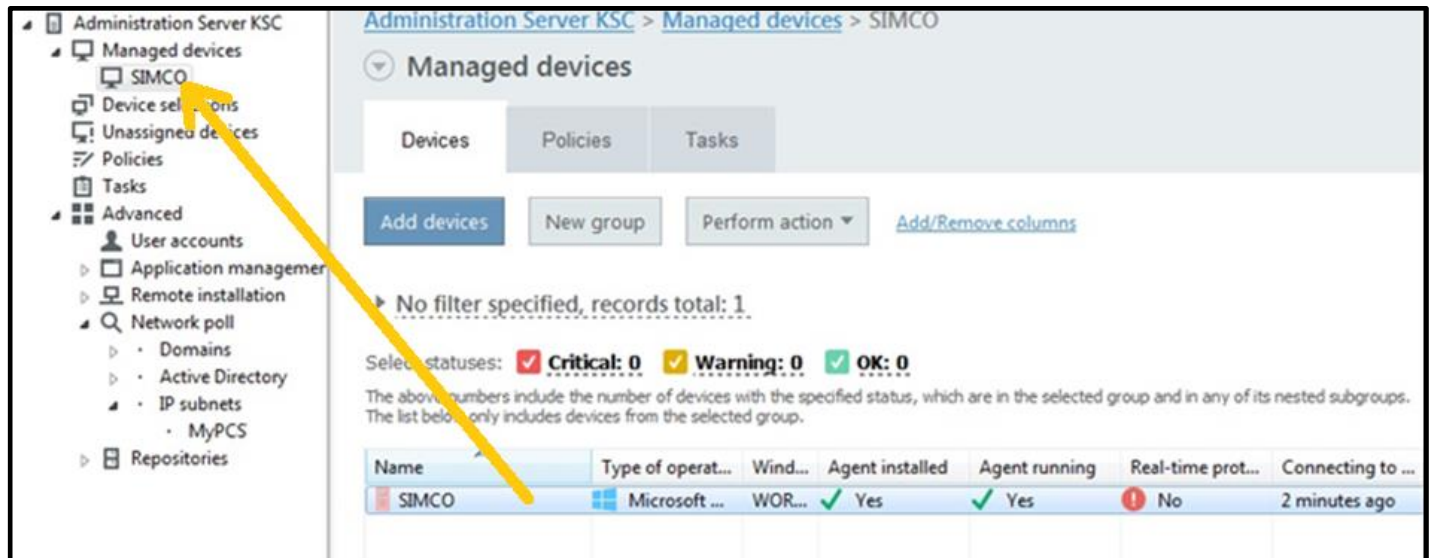 Administration Server KSC
Managed devices
SIMCO
Device selections
Unassigned devices
Policies
Tasks
Advanced
User accounts
Application managemer
Remote installation
Network poll
Domains
Active Directory
IP subnets
MyPCS
Repositories
Administration Server KSC > Managed devices > SIMCO
Managed devices
Devices Policies Tasks
Add devices New group Perform action Add/Remove columns
No filter specified, records total: 1
Select statuses: Critical: 0 Warning: 0 OK: 0
The above numbers include the number of devices with the specified status, which are in the selected group and in any of its nested subgroups.
The list below only includes devices from the selected group.
Name Type of operat... Wind... Agent installed Agent running Real-time prot... Connecting to ...
SIMCO Microsoft ... WOR... Yes Yes No 2 minutes ago